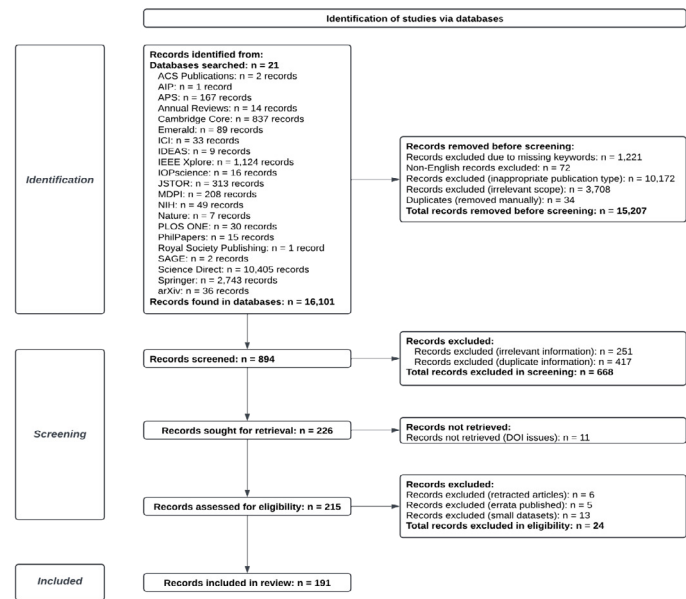 Identification of studies via databases
Identification
Records identified from:
Databases searched: n = 21
ACS Publications: n = 2 records
AIP: n = 1 record
APS: n = 167 records
Annual Reviews: n = 14 records
Cambridge Core: n = 837 records
Emerald: n = 89 records
ICI: n = 33 records
IDEAS: n = 9 records
IEEE Xplore: n = 1,124 records
IOPscience: n = 16 records
JSTOR: n = 313 records
MDPI: n = 208 records
NIH: n = 49 records
Nature: n = 7 records
PLOS ONE: n = 30 records
PhilPapers: n = 15 records
Royal Society Publishing: n = 1 record
SAGE: n = 2 records
Science Direct: n = 10,405 records
Springer: n = 2,743 records
arXiv: n = 36 records
Records found in databases: n = 16,101
Records removed before screening:
Records excluded due to missing keywords: n = 1,221
Non-English records excluded: n = 72
Records excluded (inappropriate publication type): n = 10,172
Records excluded (irrelevant scope): n = 3,708
Duplicates (removed manually): n = 34
Total records removed before screening: n = 15,207
Screening
Records screened: n = 894
Records excluded:
Records excluded (irrelevant information): n = 251
Records excluded (duplicate information): n = 417
Total records excluded in screening: n = 668
Records sought for retrieval: n = 226
Records not retrieved:
Records not retrieved (DOI issues): n = 11
Records assessed for eligibility: n = 215
Records excluded:
Records excluded (retracted articles): n = 6
Records excluded (errata published): n = 5
Records excluded (small datasets): n = 13
Total records excluded in eligibility: n = 24
Included
Records included in review: n = 191